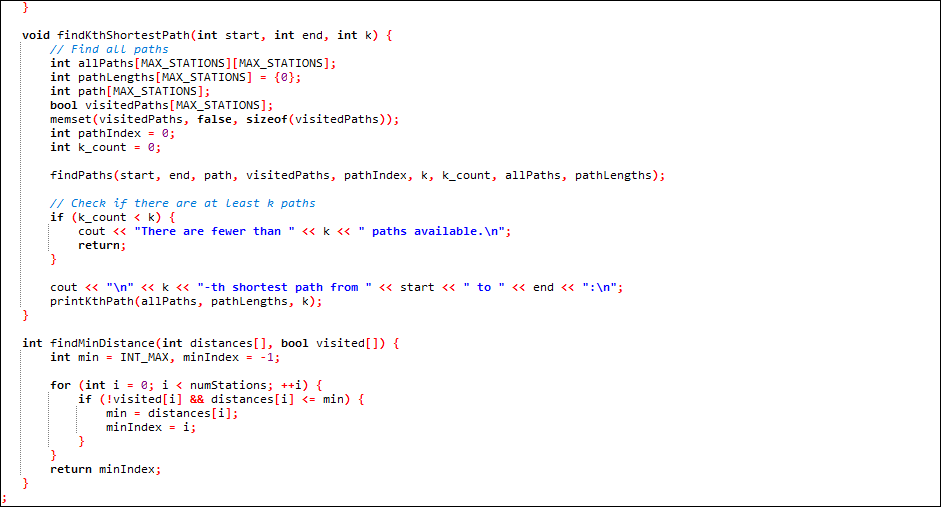 }

    void findKthShortestPath(int start, int end, int k) {
        // Find all paths
        int allPaths[MAX_STATIONS][MAX_STATIONS];
        int pathLengths[MAX_STATIONS] = {0};
        int path[MAX_STATIONS];
        bool visitedPaths[MAX_STATIONS];
        memset(visitedPaths, false, sizeof(visitedPaths));
        int pathIndex = 0;
        int k_count = 0;

        findPaths(start, end, path, visitedPaths, pathIndex, k, k_count, allPaths, pathLengths);

        // Check if there are at least k paths
        if (k_count < k) {
            cout << "There are fewer than " << k << " paths available.\n";
            return;
        }

        cout << "\n" << k << "-th shortest path from " << start << " to " << end << ":\n";
        printKthPath(allPaths, pathLengths, k);
    }

    int findMinDistance(int distances[], bool visited[]) {
        int min = INT_MAX, minIndex = -1;

        for (int i = 0; i < numStations; ++i) {
            if (!visited[i] && distances[i] <= min) {
                min = distances[i];
                minIndex = i;
            }
        }
        return minIndex;
    }
;